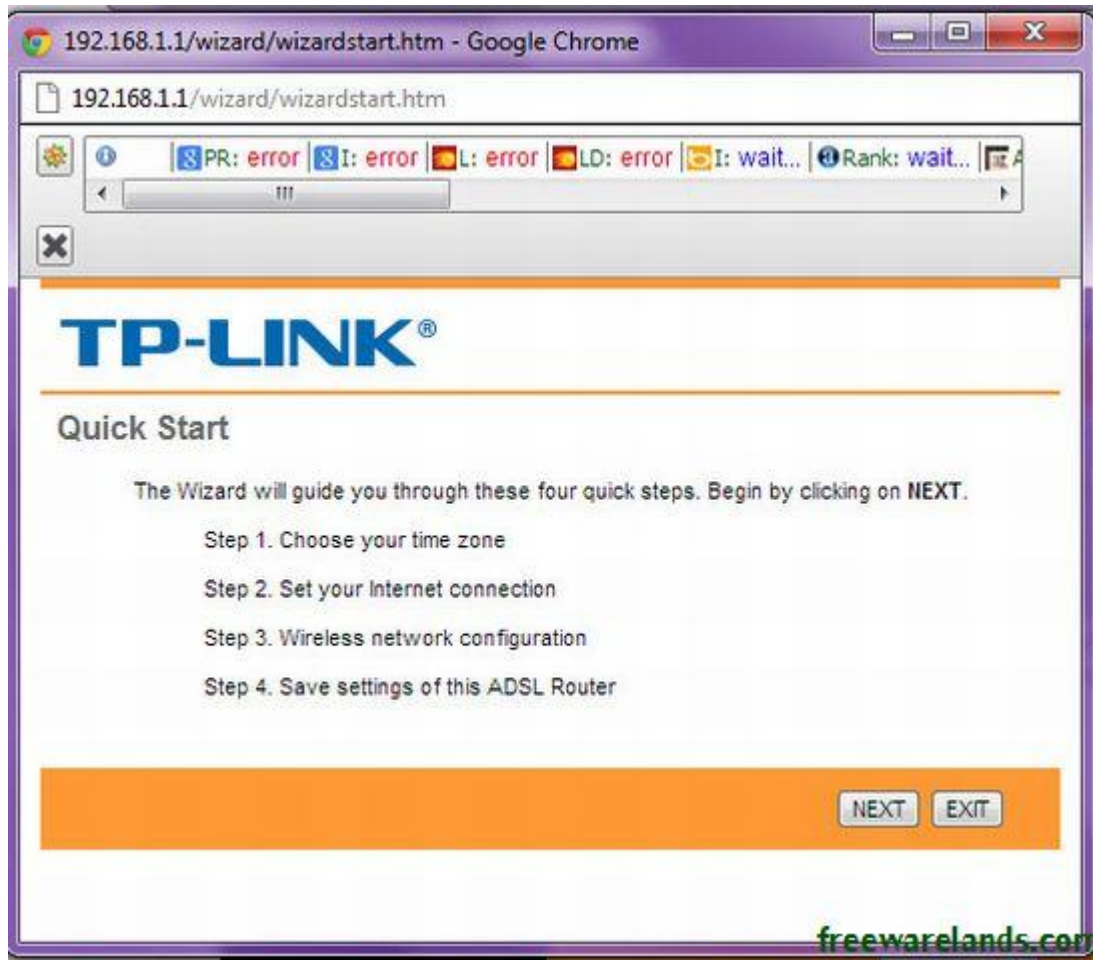 192.168.1.1/wizard/wizardstart.htm - Google Chrome
192.168.1.1/wizard/wizardstart.htm
PR: error I: error L: error LD: error I: wait... Rank: wait...
TP-LINK®
Quick Start
The Wizard will guide you through these four quick steps. Begin by clicking on NEXT.
Step 1. Choose your time zone
Step 2. Set your Internet connection
Step 3. Wireless network configuration
Step 4. Save settings of this ADSL Router
NEXT EXIT
freewarelands.com